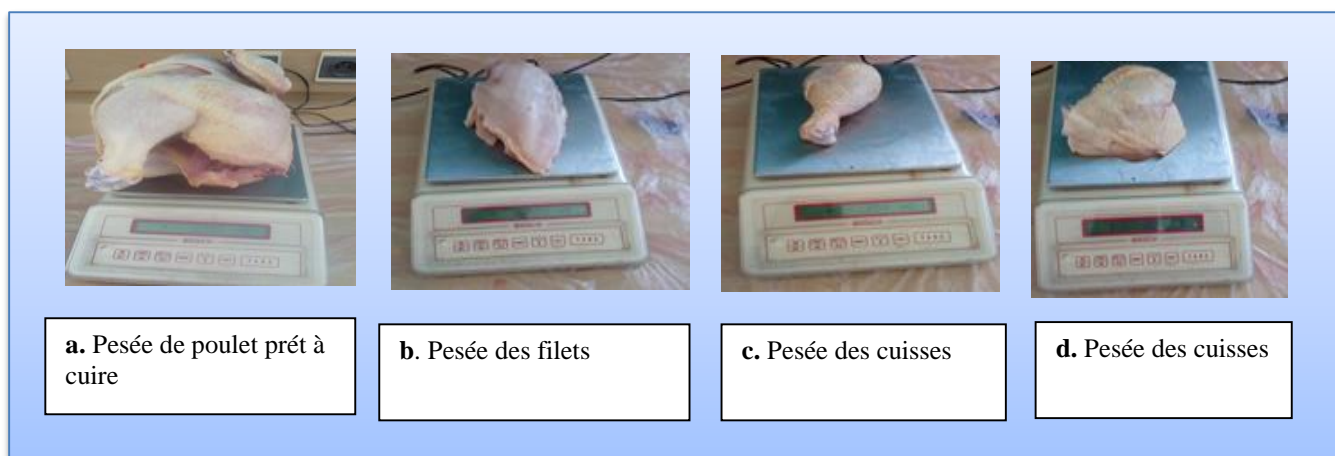 a. Pesée de poulet prét à
cuire
b. Pesée des filets
c. Pesée des cuisses
d. Pesée des cuisses